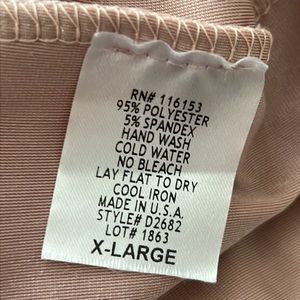 RN# 116153
95% POLYESTER
5% SPANDEX
HAND WASH
COLD WATER
NO BLEACH
LAY FLAT TO DRY
COOL IRON
MADE IN U.S.A.
STYLE# D2682
LOT# 1863
X-LARGE